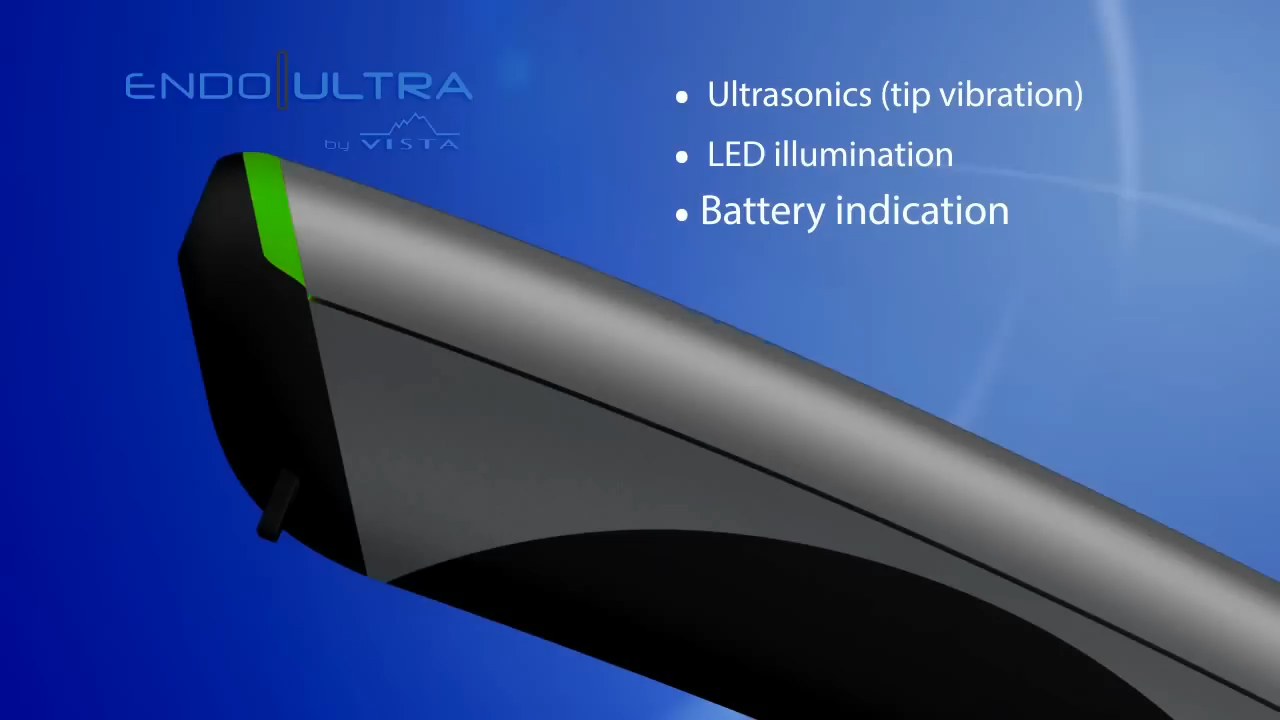 ENDO ULTRA
by VISTA
• Ultrasonics (tip vibration)
• LED illumination
• Battery indication